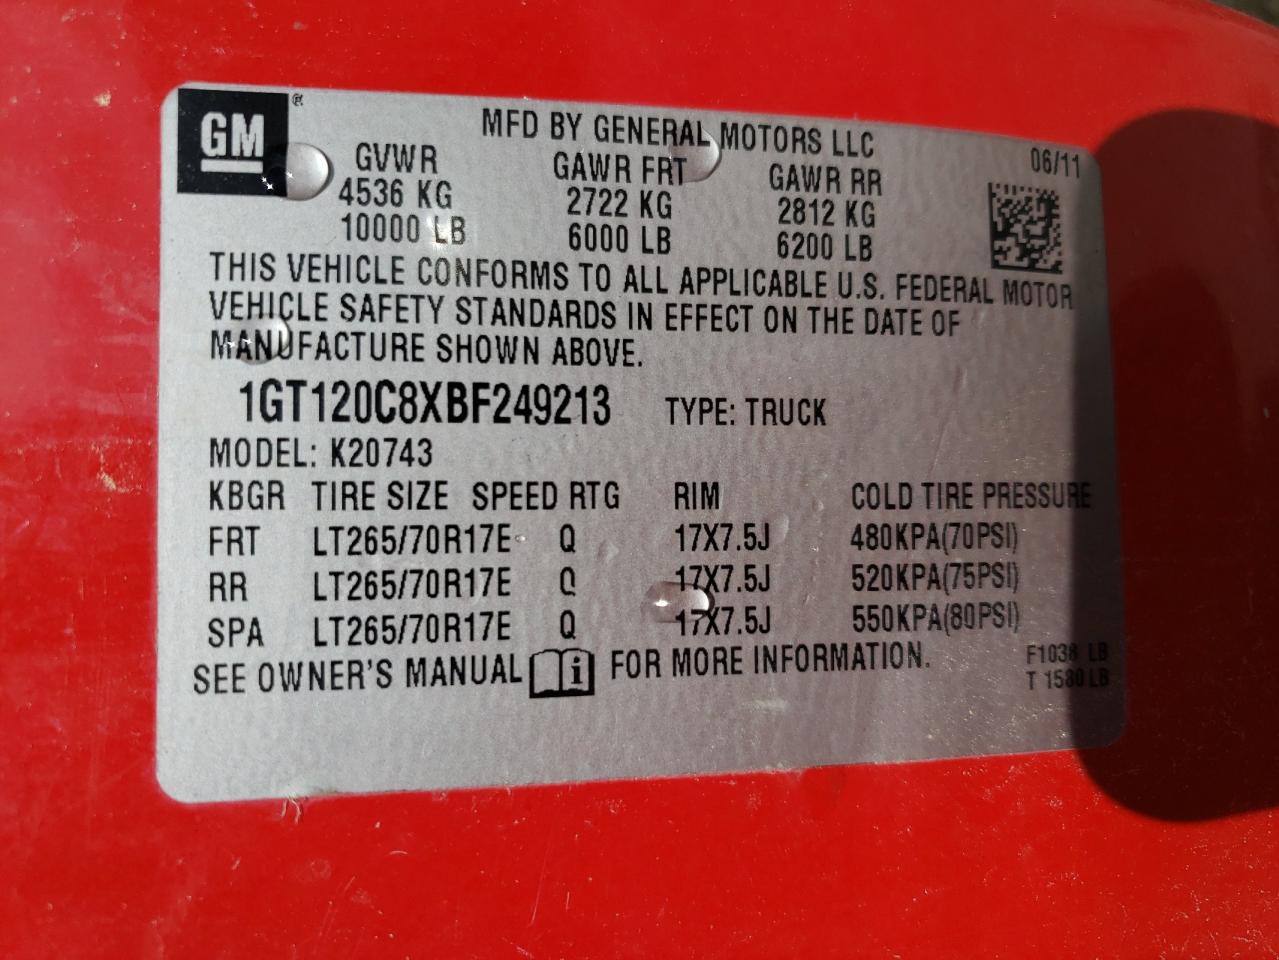 GM ®
MFD BY GENERAL MOTORS LLC
06/11
GVWR GAWR FRT GAWR RR
4536 KG 2722 KG 2812 KG
10000 LB 6000 LB 6200 LB
THIS VEHICLE CONFORMS TO ALL APPLICABLE U.S. FEDERAL MOTOR
VEHICLE SAFETY STANDARDS IN EFFECT ON THE DATE OF
MANUFACTURE SHOWN ABOVE.
1GT120C8XBF249213 TYPE: TRUCK
MODEL: K20743
KBGR TIRE SIZE SPEED RTG RIM COLD TIRE PRESSURE
FRT LT265/70R17E Q 17X7.5J 480KPA(70PSI)
RR LT265/70R17E Q 17X7.5J 520KPA(75PSI)
SPA LT265/70R17E Q 17X7.5J 550KPA(80PSI)
SEE OWNER'S MANUAL i FOR MORE INFORMATION.
F1038 LB
T 1580 LB